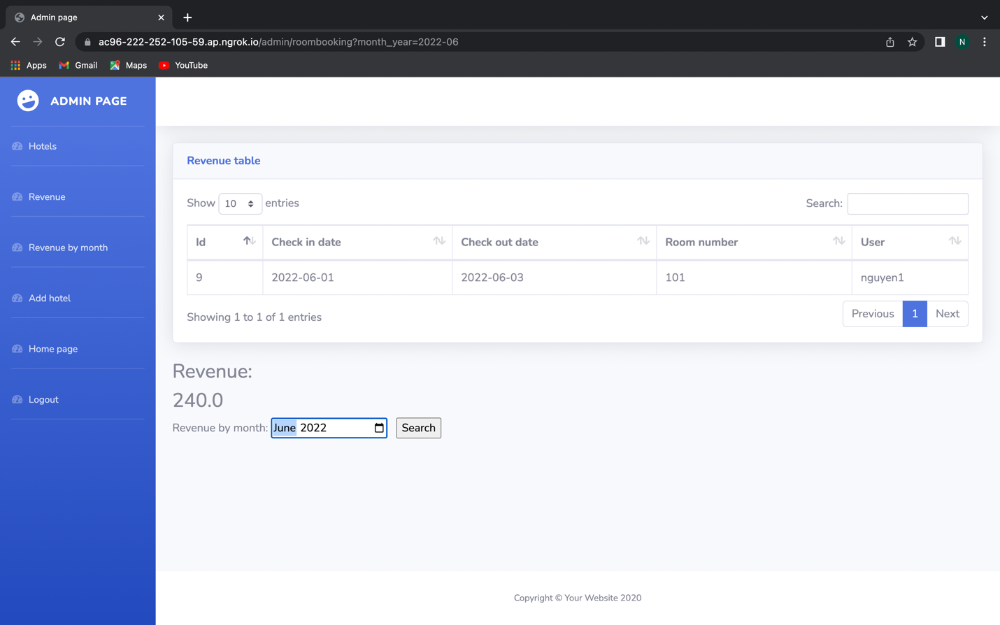 Admin page
ac96-222-252-105-59.ap.ngrok.io/admin/roombooking?month_year=2022-06
N
Apps Gmail Maps YouTube
ADMIN PAGE
Hotels
Revenue
Revenue by month
Add hotel
Home page
Logout
Revenue table
Show 10 entries Search:
Id Check in date Check out date Room number User
9 2022-06-01 2022-06-03 101 nguyen1
Showing 1 to 1 of 1 entries Previous 1 Next
Revenue:
240.0
Revenue by month: June 2022 Search
Copyright © Your Website 2020